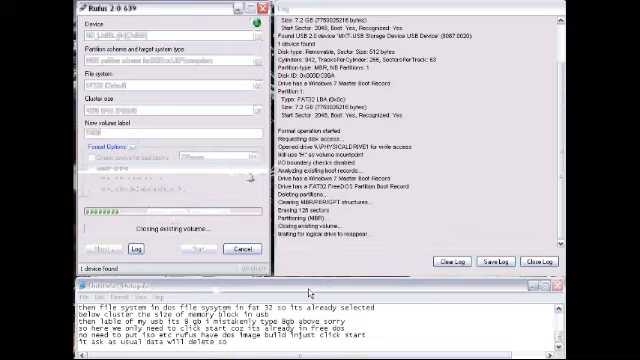 Rufus 2.0.639
Log
Device
Partition scheme and target system type
File system
Cluster size
New volume label
Format Options
Closing existing volume...
Log
Start
Cancel
1 device found
Size: 7.2 GB (7760025216 bytes)
Start Sector: 2048, Boot: Yes, Recognized: Yes
Found USB 2.0 device 'MXT-USB Storage Device USB Device' (8087:0020)
1 device found
Disk type: Removable, Sector Size: 512 bytes
Cylinders: 942, TracksPerCylinder: 255, SectorsPerTrack: 63
Partition type: MBR, NB Partitions: 1
Disk ID: 0x000DC9BA
Drive has a Windows 7 Master Boot Record
Partition 1:
Type: FAT32 LBA (0x0c)
Size: 7.2 GB (7760025216 bytes)
Start Sector: 2048, Boot: Yes, Recognized: Yes
Format operation started
Requesting disk access...
Opened drive \\.\PHYSICALDRIVE1 for write access
Will use 'H:' as volume mountpoint
I/O boundary checks disabled
Analyzing existing boot records...
Drive has a Windows 7 Master Boot Record
Drive has a FAT32 FreeDOS Partition Boot Record
Deleting partitions...
Clearing MBR/PBR/GPT structures...
Erasing 128 sectors
Partitioning (MBR)...
Closing existing volume...
Waiting for logical drive to reappear...
Clear Log
Save Log
Close Log
then file system in dos file sysytem in fat 32 so its already selected
below cluster the size of memory block in usb
then lable of my usb its 8 gb i mistakenly type 8gb above sorry
so here we only need to click start coz its already in free dos
no need to put iso etc rufus have dos image build injust click start
it ask as usual data will delete so